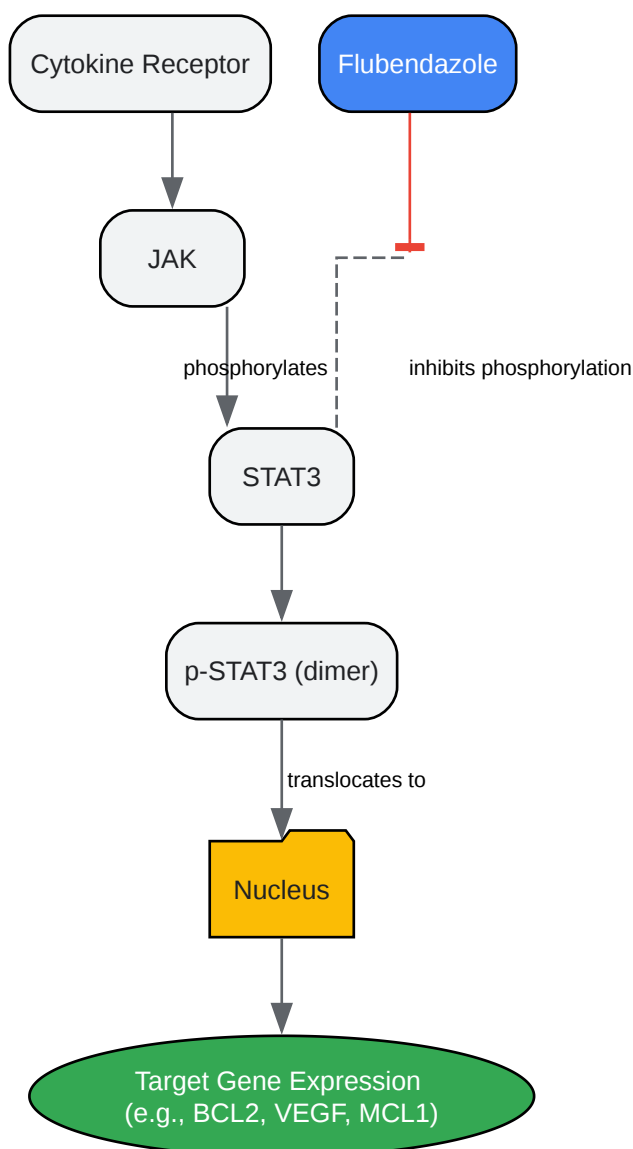 Cytokine Receptor
Flubendazole
JAK
phosphorylates
inhibits phosphorylation
STAT3
p-STAT3 (dimer)
translocates to
Nucleus
Target Gene Expression
(e.g., BCL2, VEGF, MCL1)